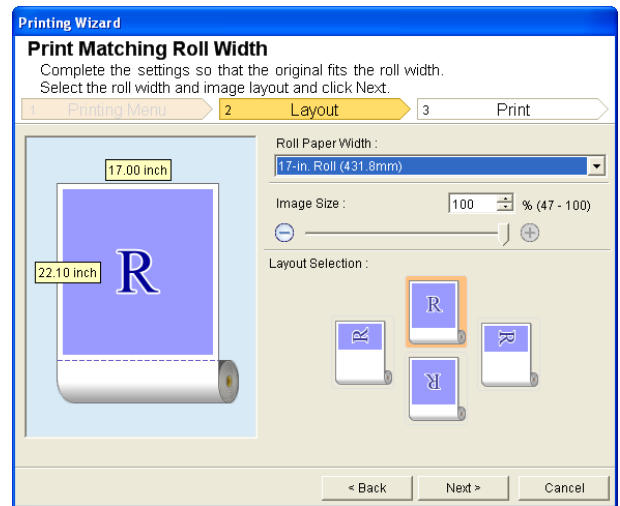 Printing Wizard
Print Matching Roll Width
Complete the settings so that the original fits the roll width.
Select the roll width and image layout and click Next.
1 Printing Menu 2 Layout 3 Print
Roll Paper Width :
17-in. Roll (431.8mm)
17.00 inch
Image Size : 100 % (47 - 100)
Layout Selection :
22.10 inch
R
R
R
R
R
< Back Next > Cancel